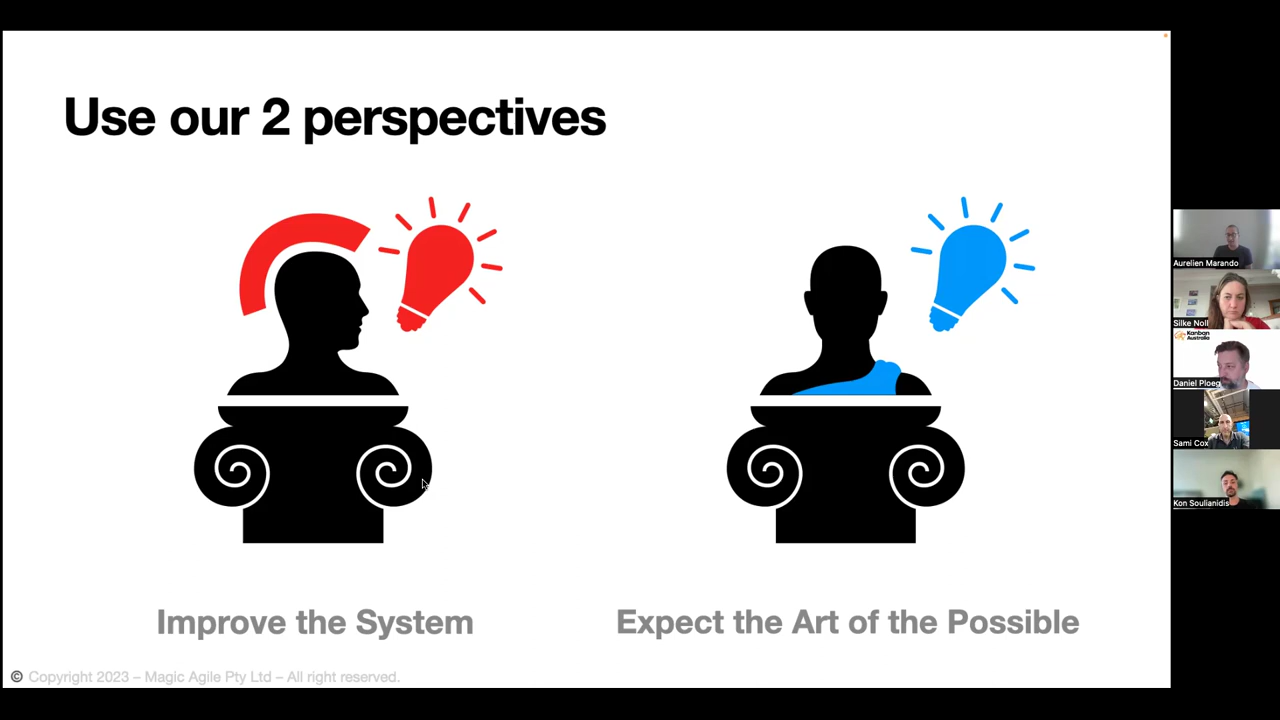 Use our 2 perspectives
Improve the System
Expect the Art of the Possible
© Copyright 2023 – Magic Agile Pty Ltd – All right reserved.
Aurelien Marando
Silke Noll
Kanban
Australia
Daniel Ploeg
Sami Cox
Kon Soulianidis